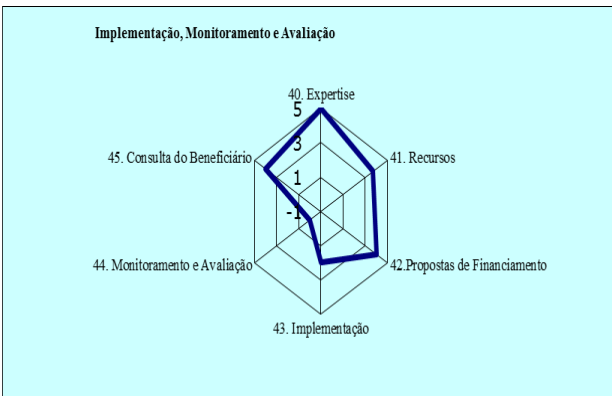 Implementação, Monitoramento e Avaliação
40. Expertise
5
3
45. Consulta do Beneficiário
41. Recursos
1
-1
44. Monitoramento e Avaliação
42.Propostas de Financiamento
43. Implementação